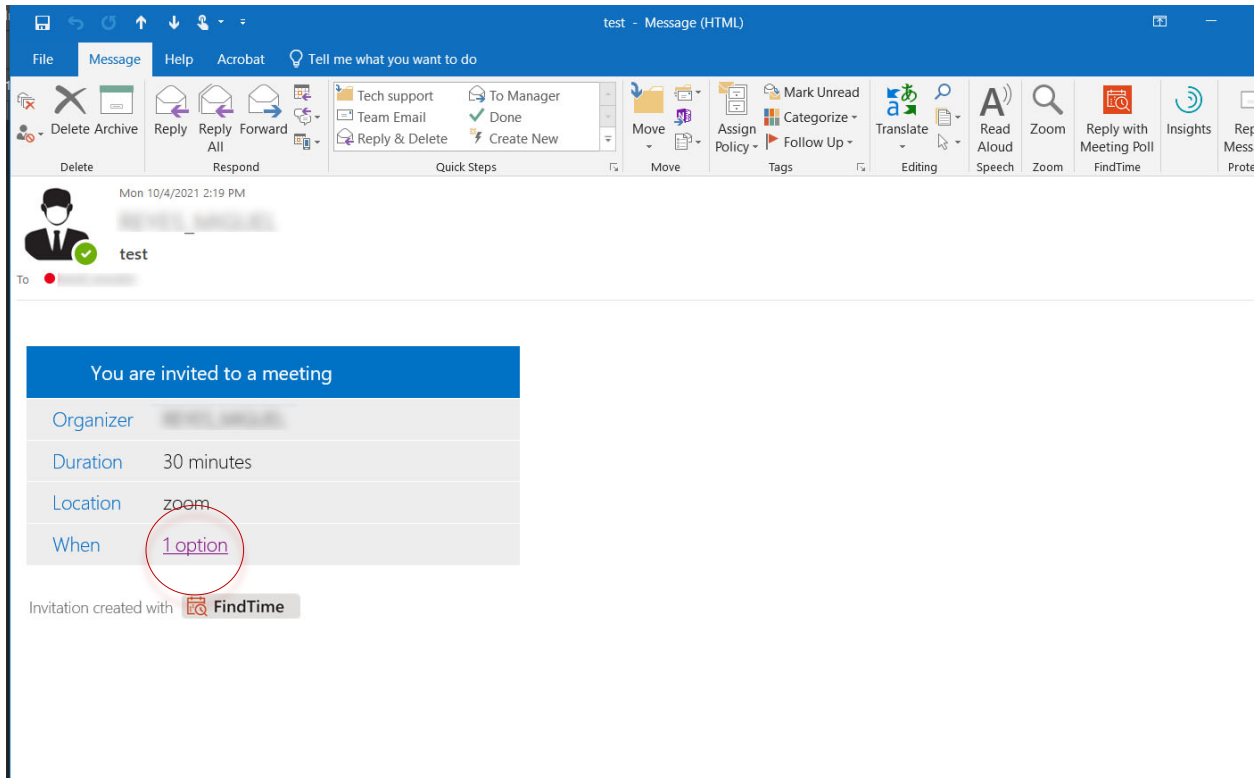 test - Message (HTML)
File Message Help Acrobat Tell me what you want to do
Delete Archive
Reply Reply All Forward
Tech support To Manager
Team Email Done
Reply & Delete Create New
Move
Assign Policy
Mark Unread
Categorize
Follow Up
Translate
Read Aloud
Zoom
Reply with Meeting Poll
Insights
Delete Respond Quick Steps Move Tags Editing Speech Zoom FindTime
Mon 10/4/2021 2:19 PM
test
To
You are invited to a meeting
Organizer
Duration 30 minutes
Location zoom
When 1 option
Invitation created with FindTime